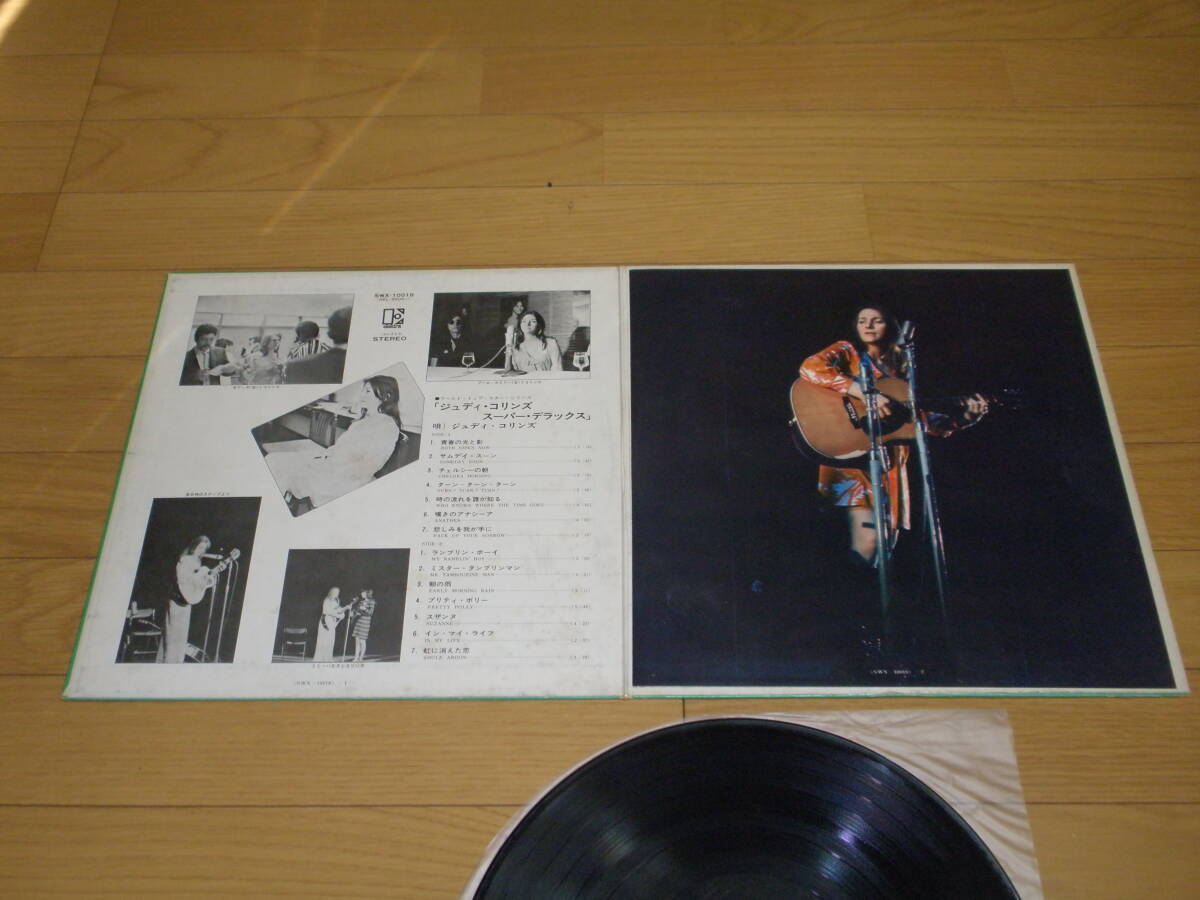 SWX-10019
STEREO
「ジュディ・コリンズ
スーパー・デラックス」
唄)ジュディ・コリンズ
SIDE-1
1. 青春の光と影
BOTH SIDES NOW
2. サムデイ・スーン
SOMEDAY SOON
3. チェルシーの朝
CHELSEA MORNING
4. ターン・ターン・ターン
TURN! TURN! TURN!
5. 時の流れを誰が知る
WHO KNOWS WHERE THE TIME GOES
6. 嘆きのアナシーア
ANATHEA
7. 悲しみを我が手に
PACK UP YOUR SORROW
SIDE-2
1. ランブリン・ボーイ
MY RAMBLIN' BOY
2. ミスター・タンブリンマン
MR. TAMBOURINE MAN
3. 朝の雨
EARLY MORNING RAIN
4. プリティ・ポリー
PRETTY POLLY
5. スザンヌ
SUZANNE
6. イン・マイ・ライフ
IN MY LIFE
7. 虹に消えた恋
SHULE AROON